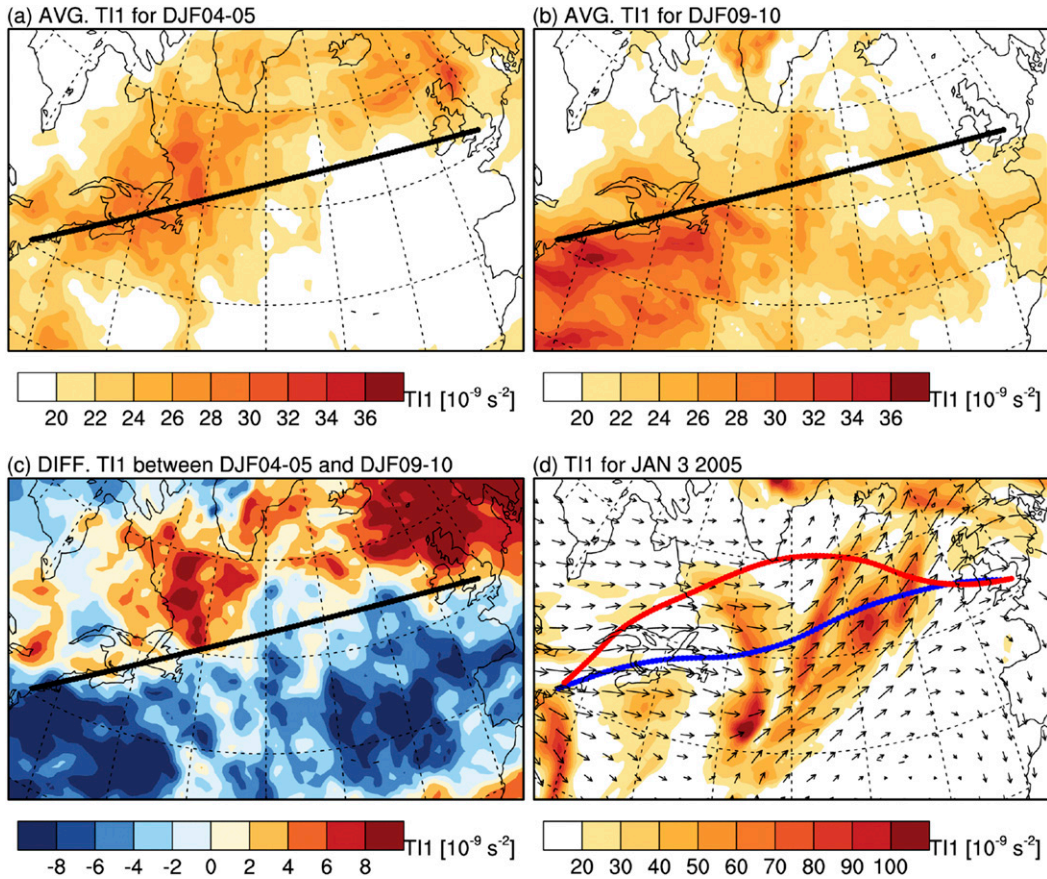 (a) AVG. TI1 for DJF04-05
(b) AVG. TI1 for DJF09-10
20 22 24 26 28 30 32 34 36 TI1 [10⁻⁹ s⁻²]
20 22 24 26 28 30 32 34 36 TI1 [10⁻⁹ s⁻²]
(c) DIFF. TI1 between DJF04-05 and DJF09-10
(d) TI1 for JAN 3 2005
-8 -6 -4 -2 0 2 4 6 8 TI1 [10⁻⁹ s⁻²]
20 30 40 50 60 70 80 90 100 TI1 [10⁻⁹ s⁻²]